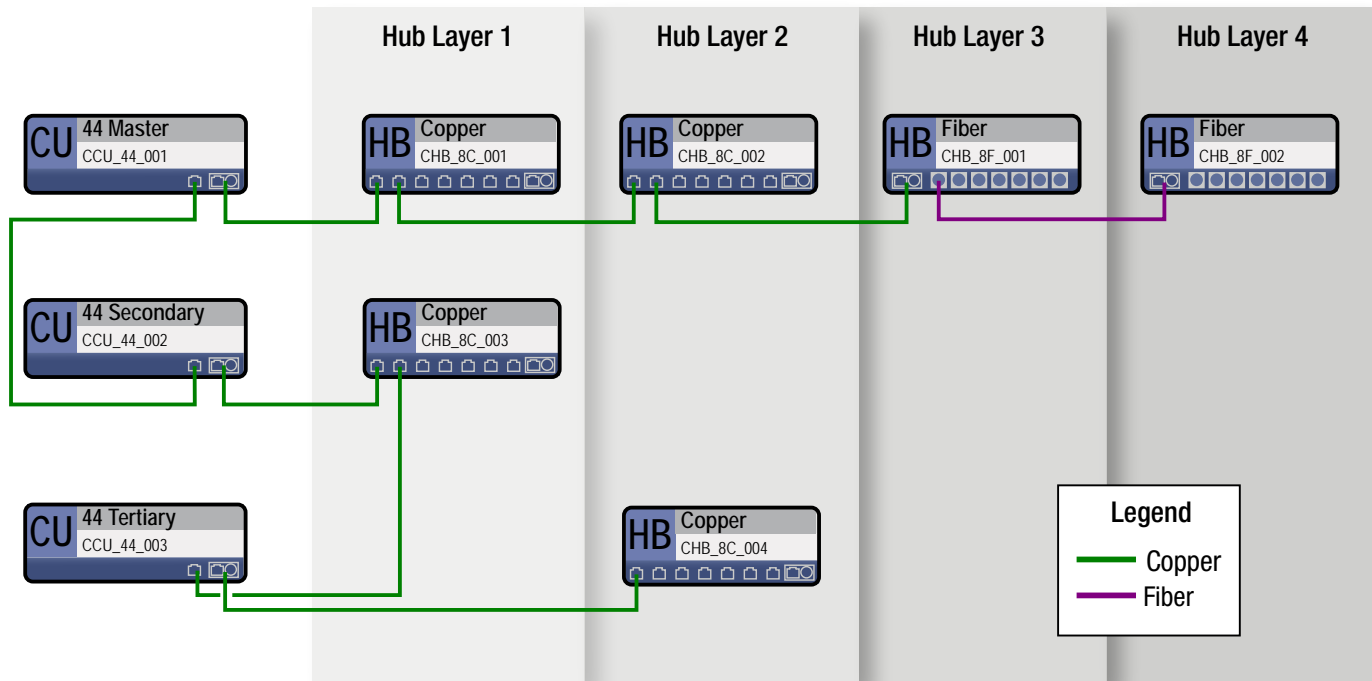 Hub Layer 1
Hub Layer 2
Hub Layer 3
Hub Layer 4
CU
44 Master
CCU_44_001
HB
Copper
CHB_8C_001
HB
Copper
CHB_8C_002
HB
Fiber
CHB_8F_001
HB
Fiber
CHB_8F_002
CU
44 Secondary
CCU_44_002
HB
Copper
CHB_8C_003
CU
44 Tertiary
CCU_44_003
HB
Copper
CHB_8C_004
Legend
Copper
Fiber